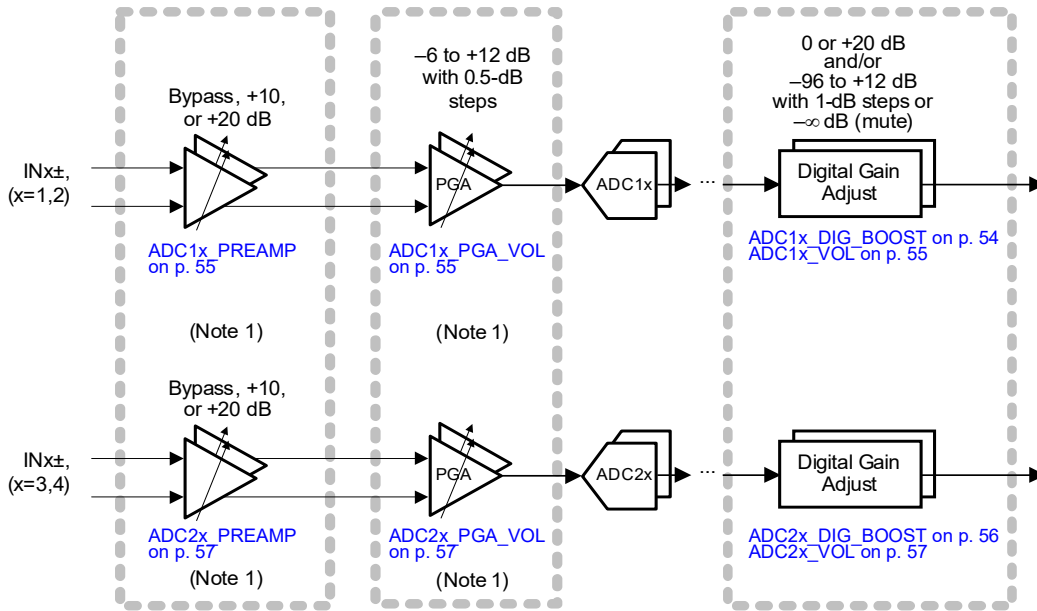 Bypass, +10,
or +20 dB
–6 to +12 dB
with 0.5-dB
steps
0 or +20 dB
and/or
–96 to +12 dB
with 1-dB steps or
–∞ dB (mute)
INx±,
(x=1,2)
PGA
ADC1x
...
Digital Gain
Adjust
ADC1x_PREAMP
on p. 55
ADC1x_PGA_VOL
on p. 55
ADC1x_DIG_BOOST on p. 54
ADC1x_VOL on p. 55
(Note 1)
(Note 1)
Bypass, +10,
or +20 dB
INx±,
(x=3,4)
PGA
ADC2x
...
Digital Gain
Adjust
ADC2x_PREAMP
on p. 57
ADC2x_PGA_VOL
on p. 57
ADC2x_DIG_BOOST on p. 56
ADC2x_VOL on p. 57
(Note 1)
(Note 1)